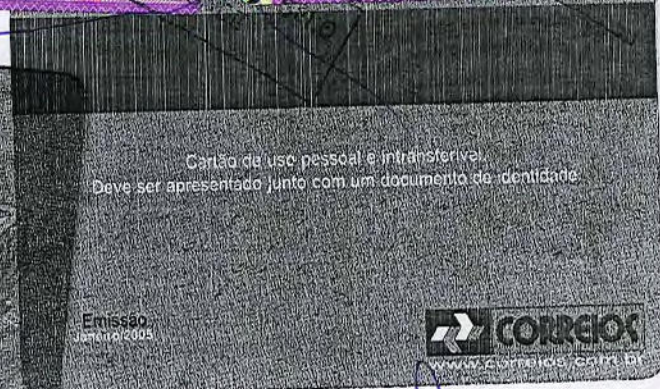 Cartão de uso pessoal e intransferível.
Deve ser apresentado junto com um documento de identidade
Emissão
Janeiro/2005
CORREIOS
www.correios.com.br